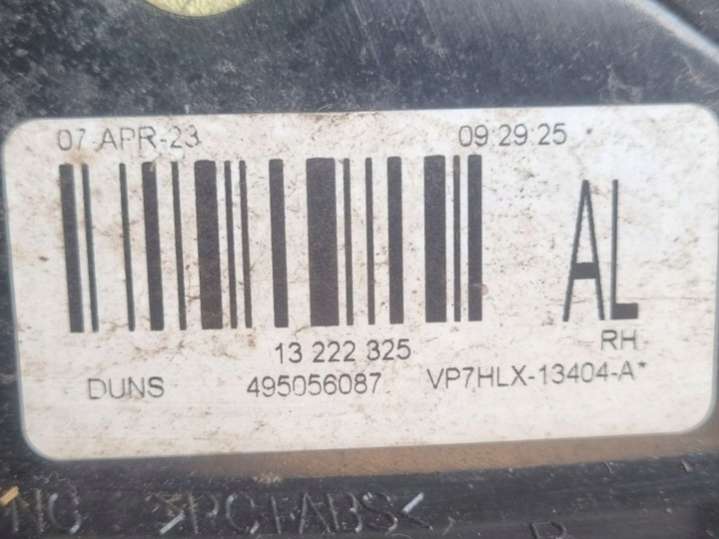 07 APR-23 09 29 25
AL
13 222 325 RH
DUNS 495056087 VP7HLX-13404-A*